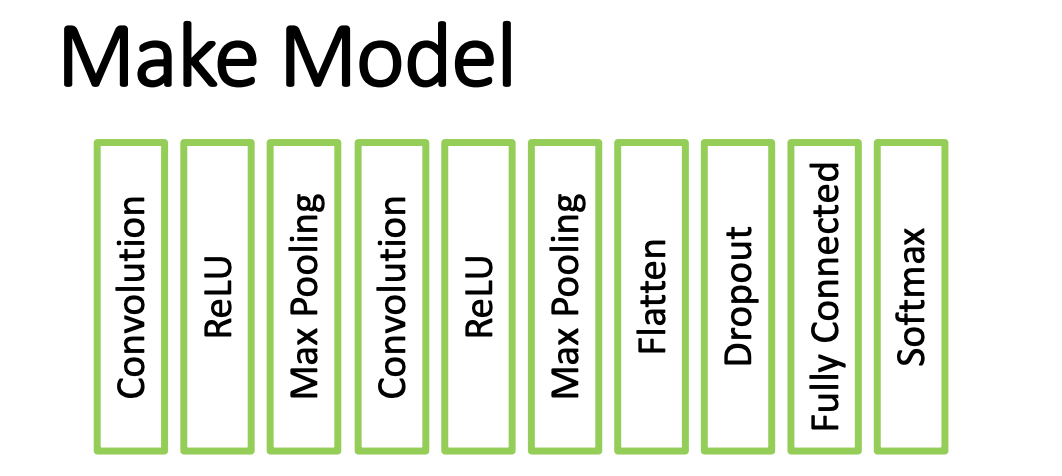 Make Model
Convolution
ReLU
Max Pooling
Convolution
ReLU
Max Pooling
Flatten
Dropout
Fully Connected
Softmax